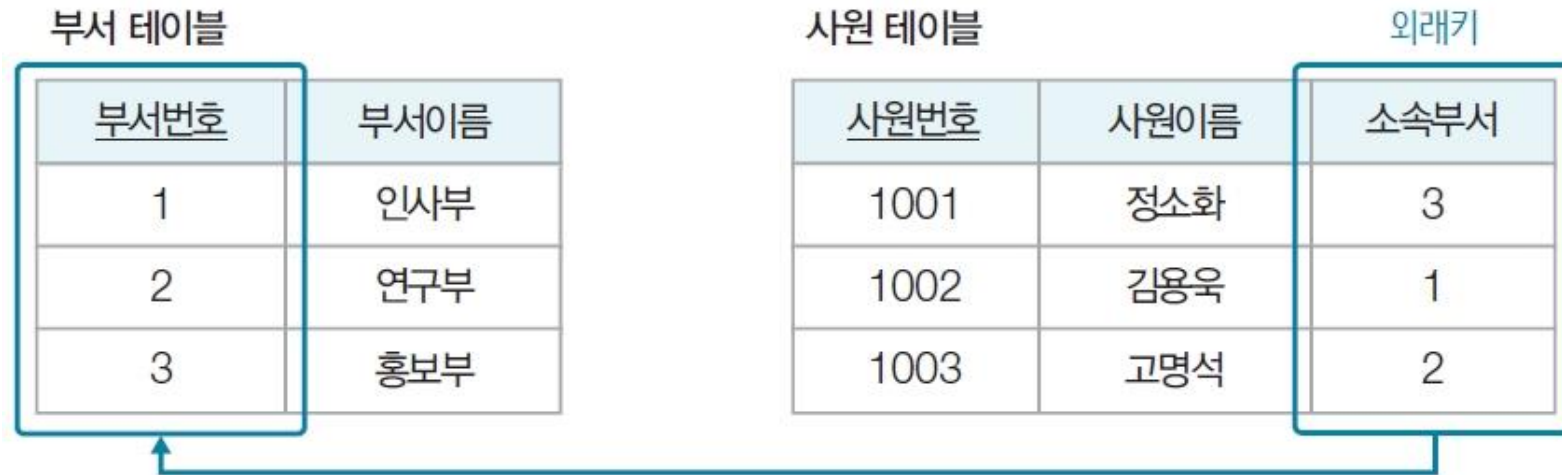 부서 테이블
부서번호 부서이름
1 인사부
2 연구부
3 홍보부
사원 테이블 외래키
사원번호 사원이름 소속부서
1001 정소화 3
1002 김용욱 1
1003 고명석 2